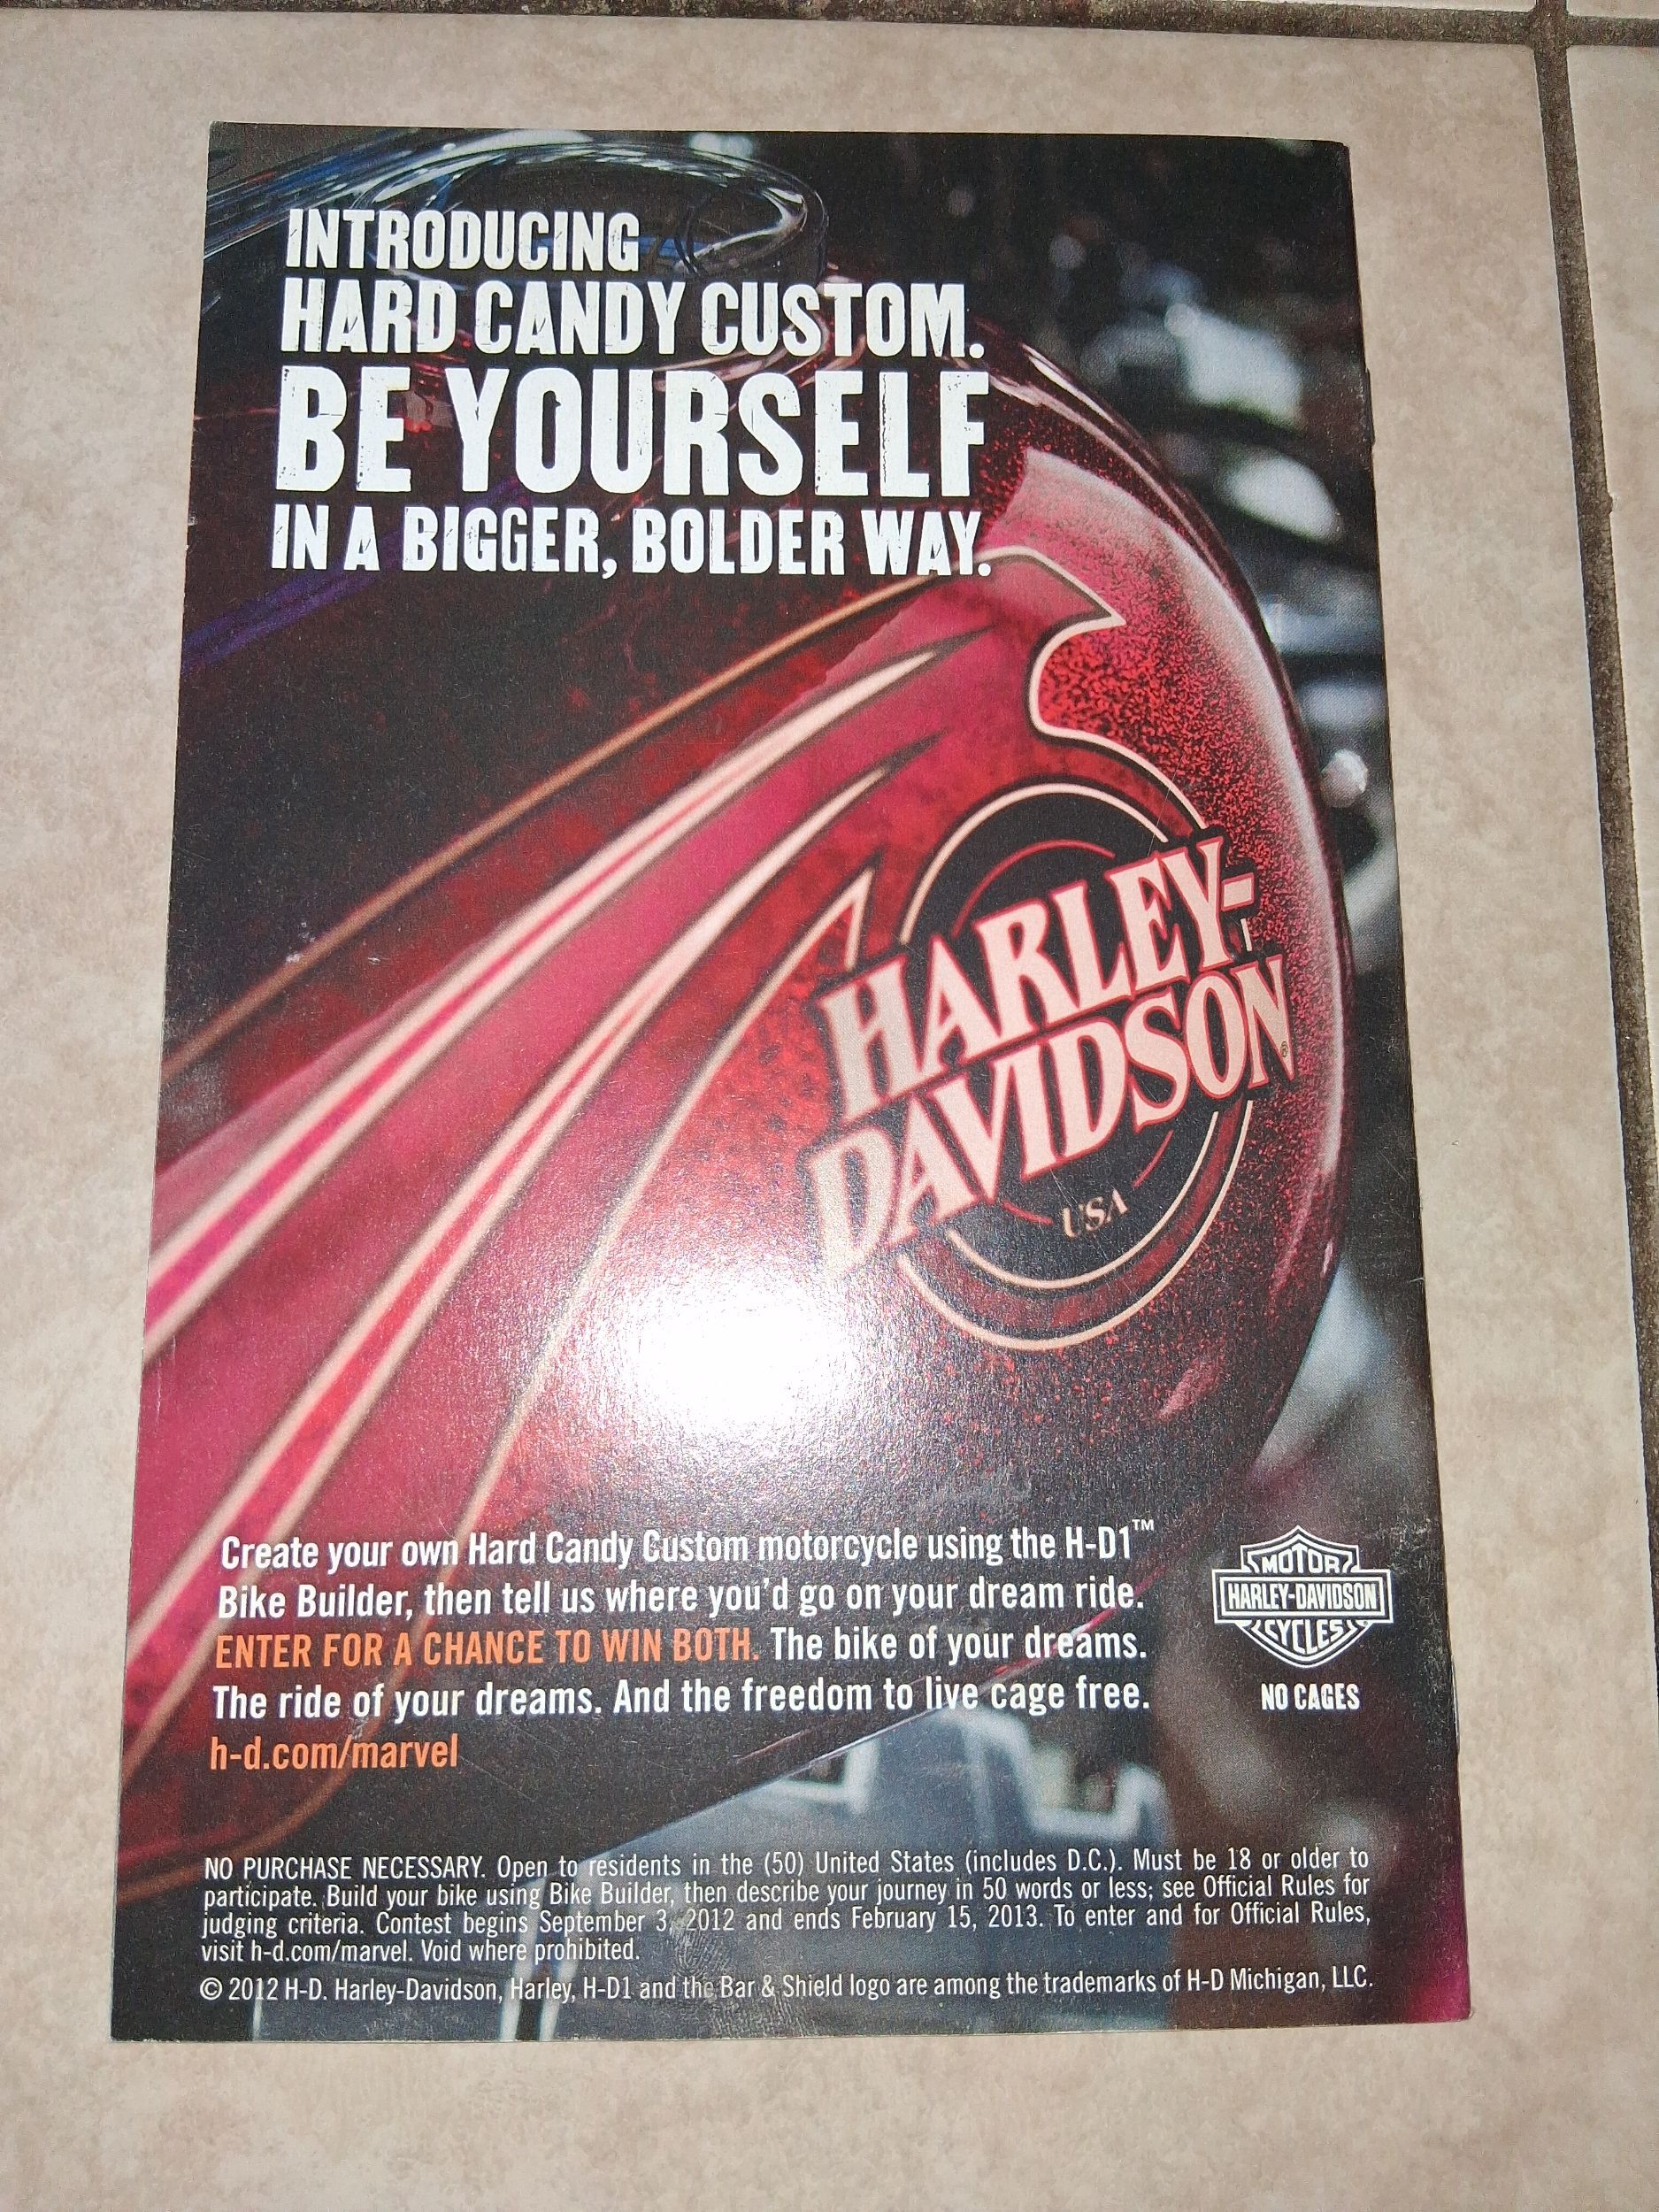 INTRODUCING
HARD CANDY CUSTOM.
BE YOURSELF
IN A BIGGER, BOLDER WAY.
HARLEY-
DAVIDSON
®
USA
Create your own Hard Candy Custom motorcycle using the H-D1™
Bike Builder, then tell us where you'd go on your dream ride.
ENTER FOR A CHANCE TO WIN BOTH. The bike of your dreams.
The ride of your dreams. And the freedom to live cage free.
h-d.com/marvel
MOTOR
HARLEY-DAVIDSON
CYCLES
NO CAGES
NO PURCHASE NECESSARY. Open to residents in the (50) United States (includes D.C.). Must be 18 or older to
participate. Build your bike using Bike Builder, then describe your journey in 50 words or less; see Official Rules for
judging criteria. Contest begins September 3, 2012 and ends February 15, 2013. To enter and for Official Rules,
visit h-d.com/marvel. Void where prohibited.
© 2012 H-D. Harley-Davidson, Harley, H-D1 and the Bar & Shield logo are among the trademarks of H-D Michigan, LLC.